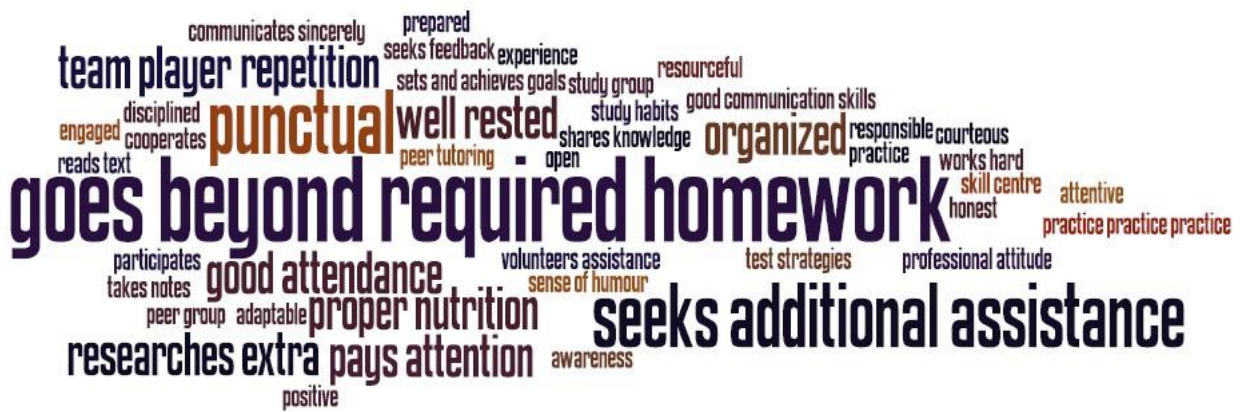 communicates sincerely
prepared
team player
repetition
seeks feedback
experience
sets and achieves goals
study group
resourceful
disciplined
engaged
cooperates
punctual
well rested
study habits
good communication skills
shares knowledge
organized
responsible
courteous
reads text
peer tutoring
open
practice
works hard
goes beyond required homework
skill centre
attentive
honest
practice practice practice
participates
good attendance
volunteers assistance
test strategies
professional attitude
takes notes
sense of humour
peer group
adaptable
proper nutrition
seeks additional assistance
researches extra
pays attention
awareness
positive